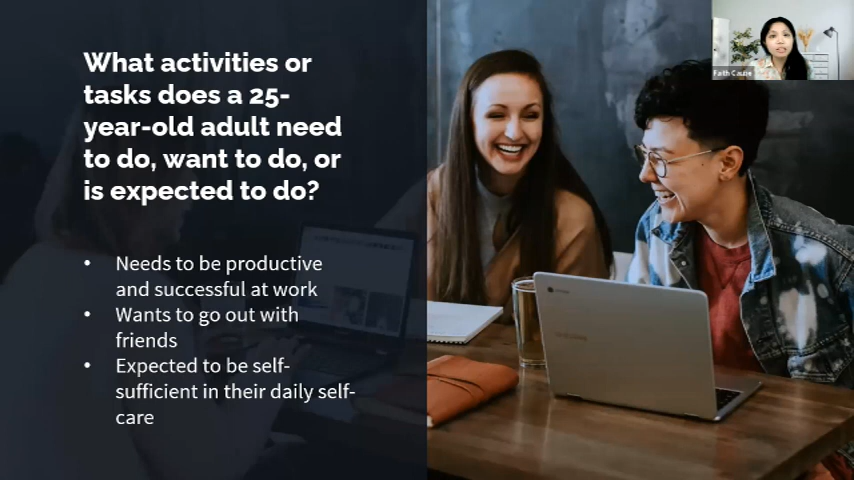 What activities or
tasks does a 25-
year-old adult need
to do, want to do, or
is expected to do?
• Needs to be productive
and successful at work
• Wants to go out with
friends
• Expected to be self-
sufficient in their daily self-
care